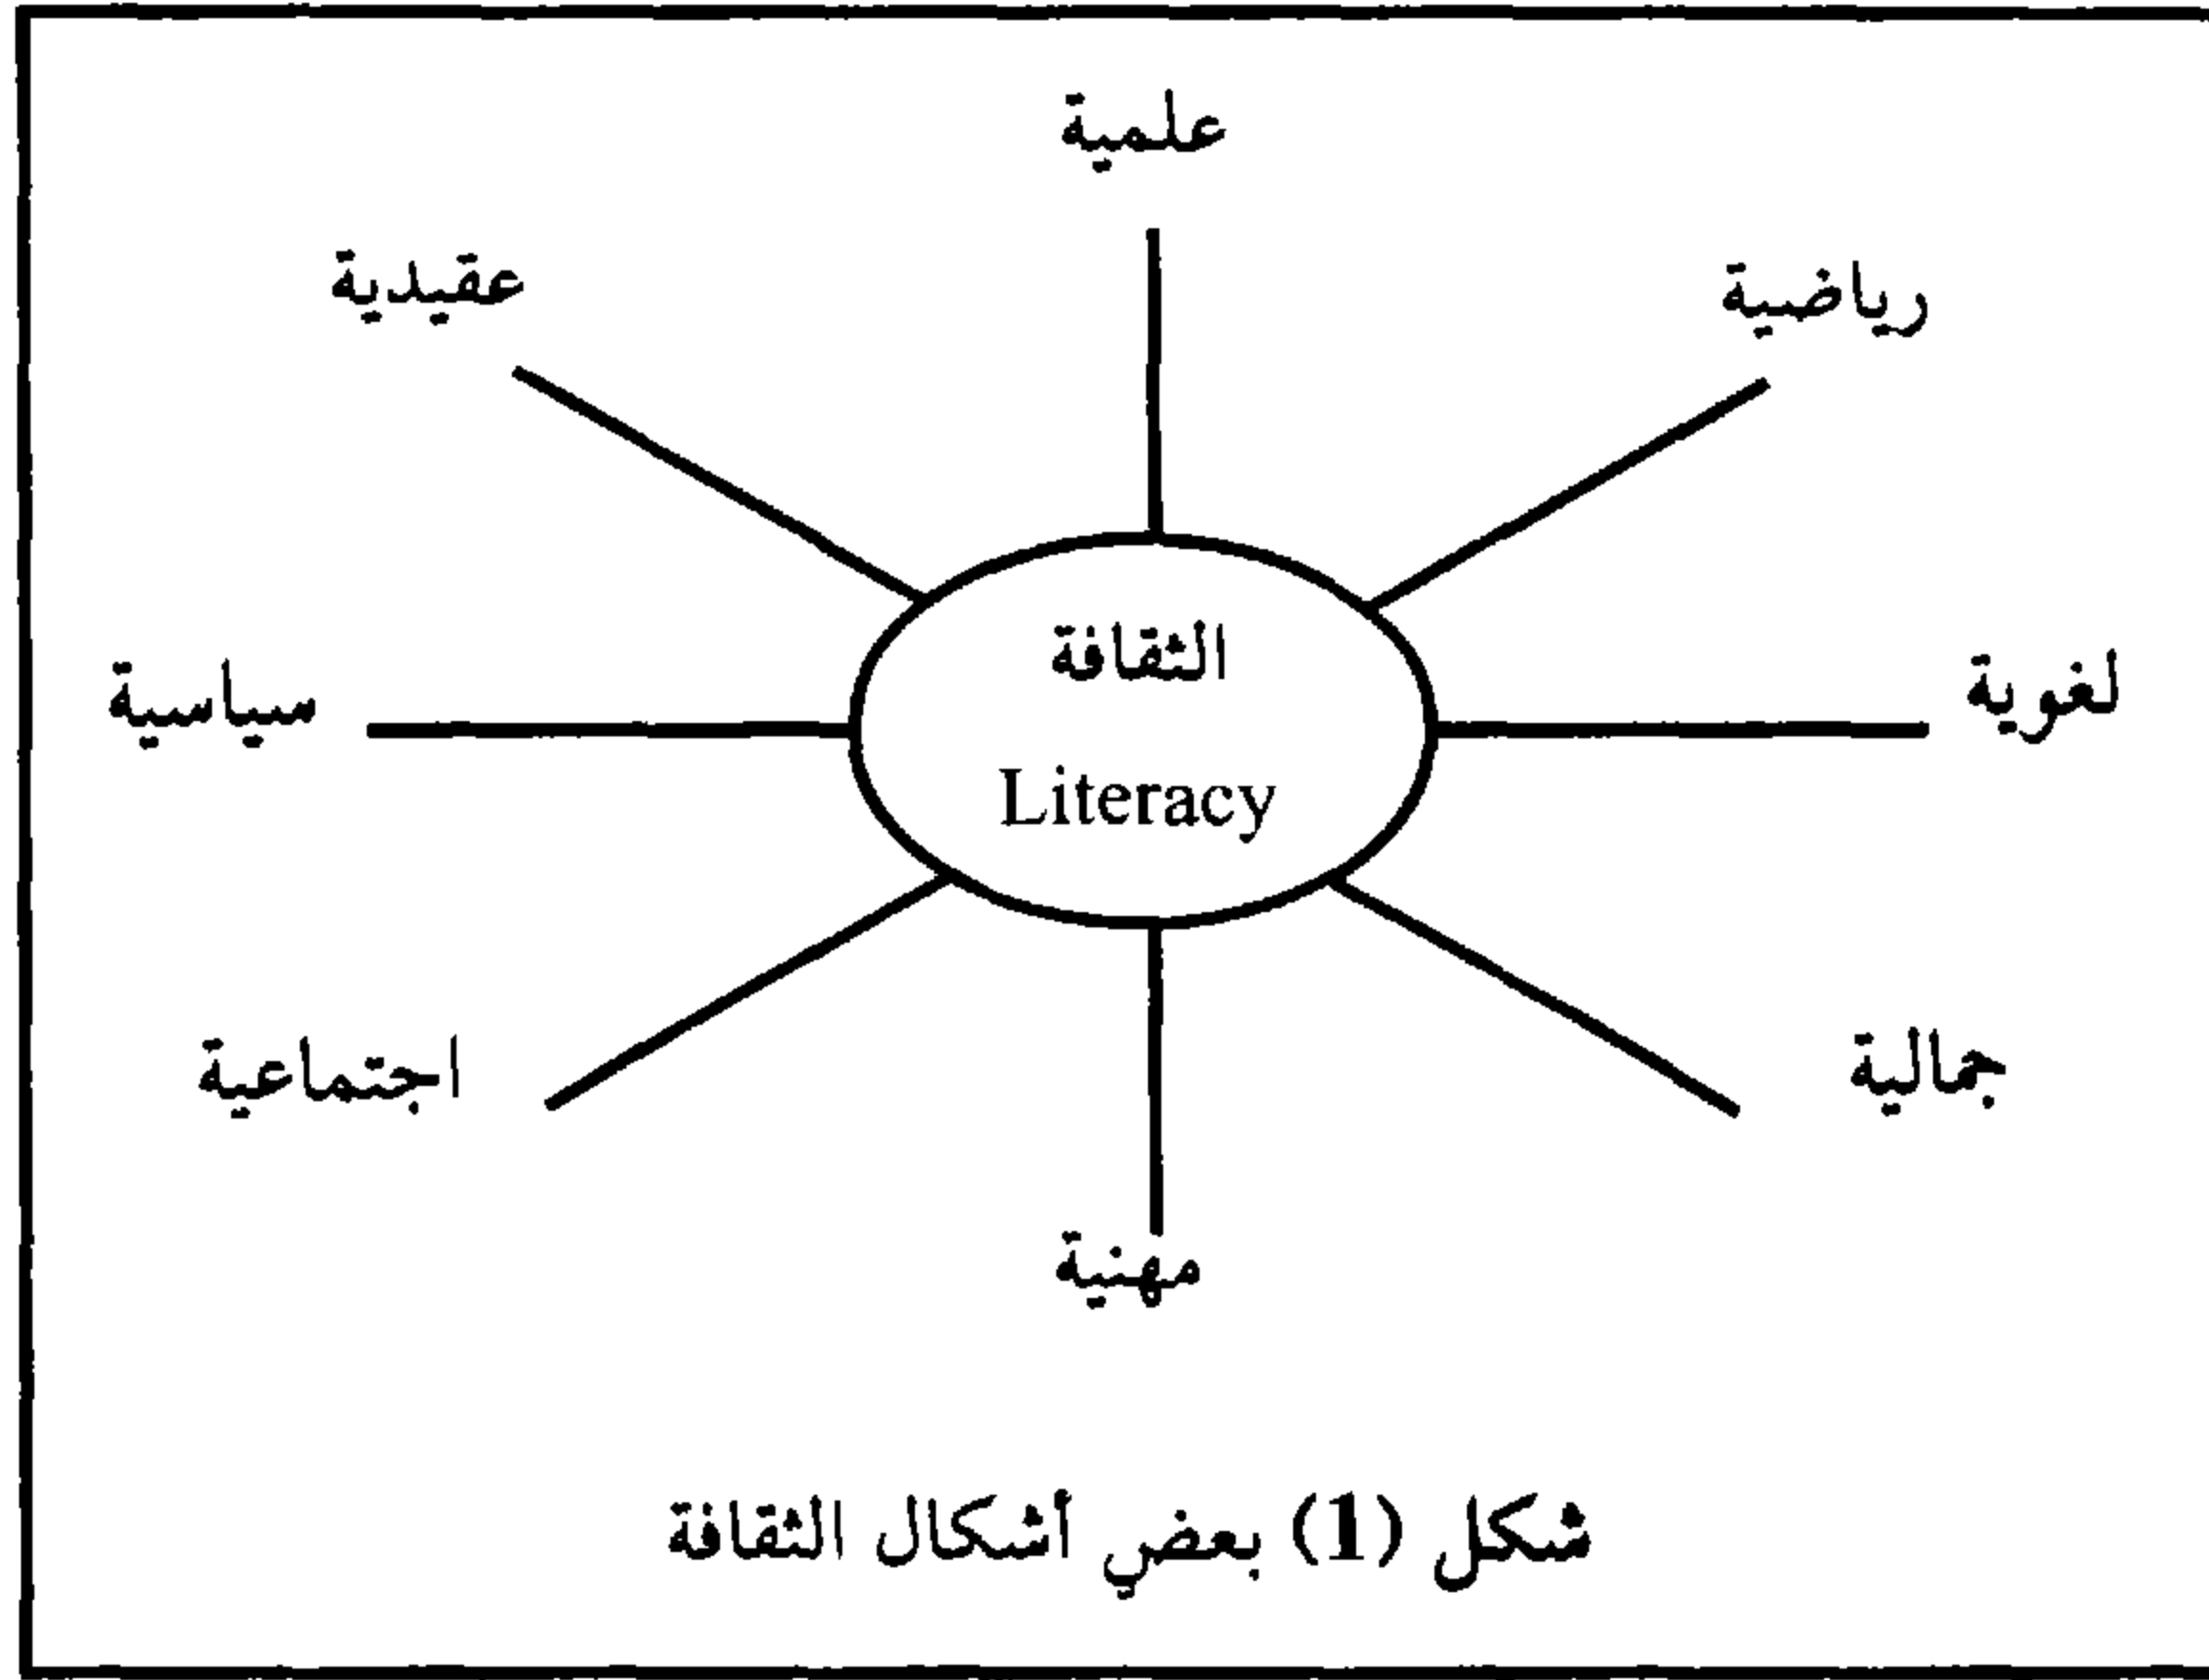 علمية
رياضية
عقيدية
الثقافة
لغوية
سياسية
Literacy
جمالية
اجتماعية
مهنية
شكل (1) بعض أشكال الثقافة